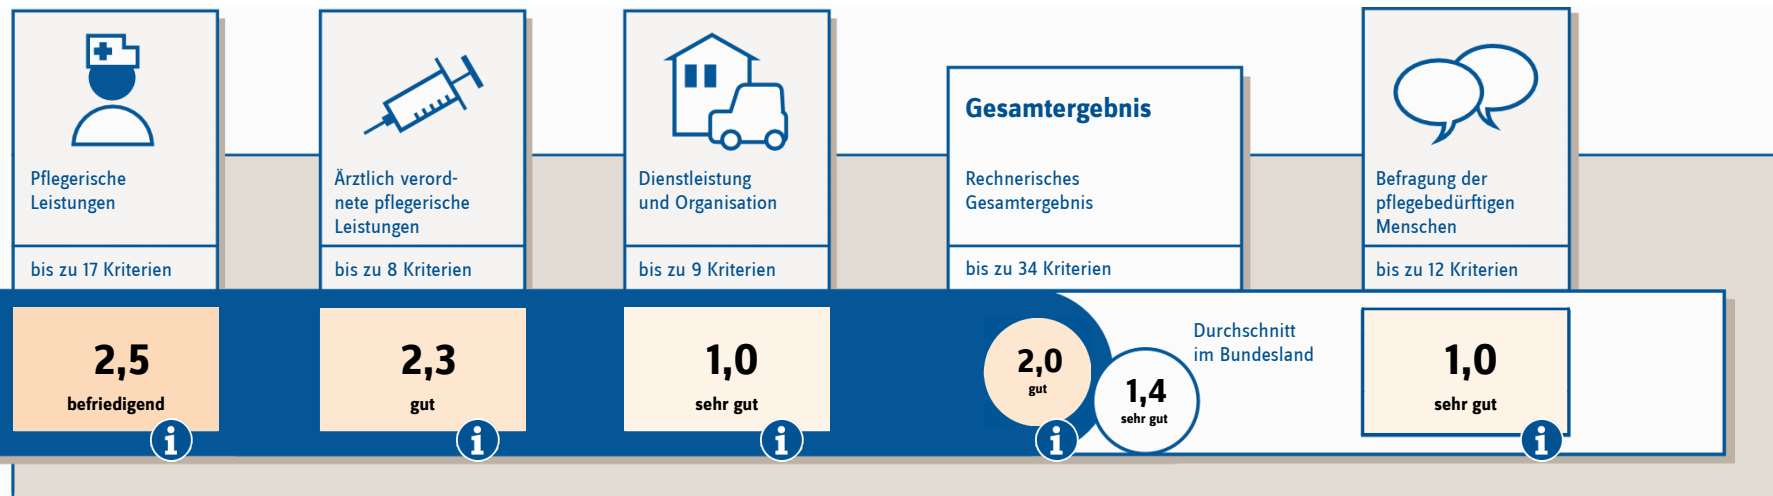 Pflegerische
Leistungen
bis zu 17 Kriterien
2,5
befriedigend
i
Ärztlich verord-
nete pflegerische
Leistungen
bis zu 8 Kriterien
2,3
gut
i
Dienstleistung
und Organisation
bis zu 9 Kriterien
1,0
sehr gut
i
Gesamtergebnis
Rechnerisches
Gesamtergebnis
bis zu 34 Kriterien
2,0
gut
i
1,4
sehr gut
Durchschnitt
im Bundesland
Befragung der
pflegebedürftigen
Menschen
bis zu 12 Kriterien
1,0
sehr gut
i